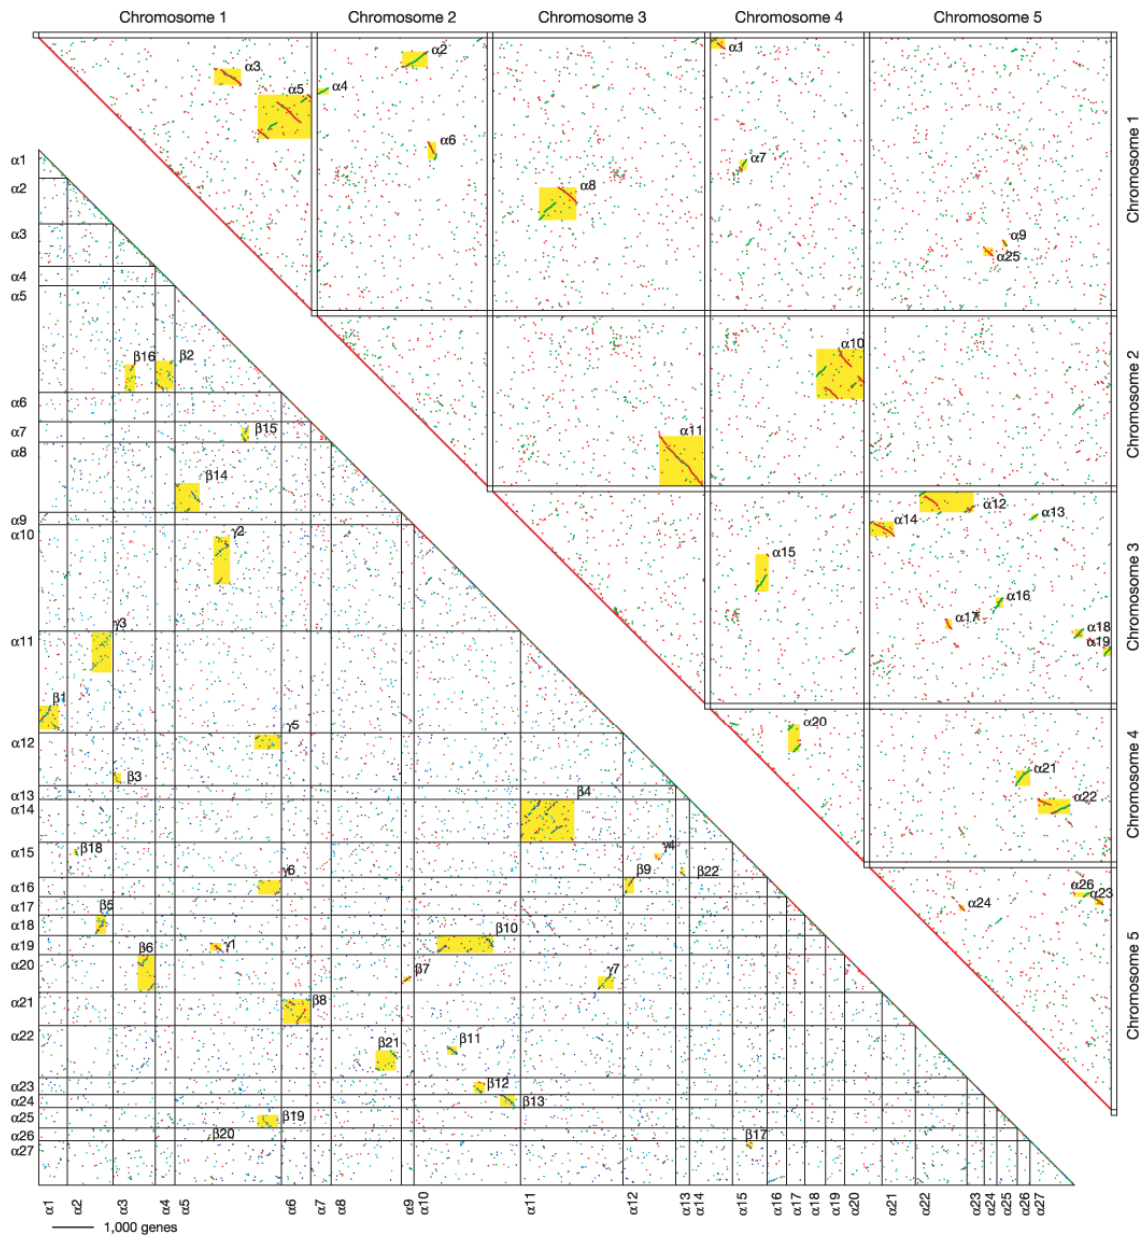 Chromosome 1 Chromosome 2 Chromosome 3 Chromosome 4 Chromosome 5
α1
α2
α3
α4
α5
α6
α7
α8
α9
α25
Chromosome 1
α10
α11
Chromosome 2
α12
α13
α14
α15
α16
α17
α18
α19
Chromosome 3
α20
α21
α22
Chromosome 4
α26
α23
α24
Chromosome 5
α1
α2
α3
α4
α5
α6
α7
α8
α9
α10
α11
α12
α13
α14
α15
α16
α17
α18
α19
α20
α21
α22
α23
α24
α25
α26
α27
β16
β2
β15
β14
γ2
γ3
β1
γ5
β3
β4
β18
γ4
γ6
β9
β22
β5
β10
β6
γ1
β7
γ7
β8
β21
β11
β12
β13
β19
β20
β17
α1 α2 α3 α4 α5 α6 α7 α8 α9 α10 α11 α12 α13 α14 α15 α16 α17 α18 α19 α20 α21 α22 α23 α24 α25 α26 α27
1,000 genes